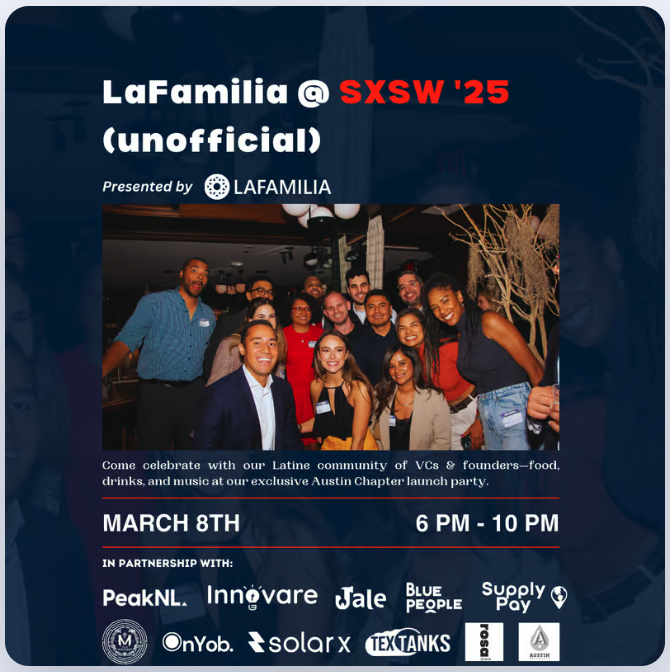 LaFamilia @ SXSW '25
(unofficial)
Presented by LAFAMILIA
Come celebrate with our Latine community of VCs & founders—food,
drinks, and music at our exclusive Austin Chapter launch party.
MARCH 8TH 6 PM - 10 PM
IN PARTNERSHIP WITH:
PeakNL. Innovare Jale BLUE PEOPLE Supply Pay
M OnYob. solarx TEXTANKS rosa AUSTIN